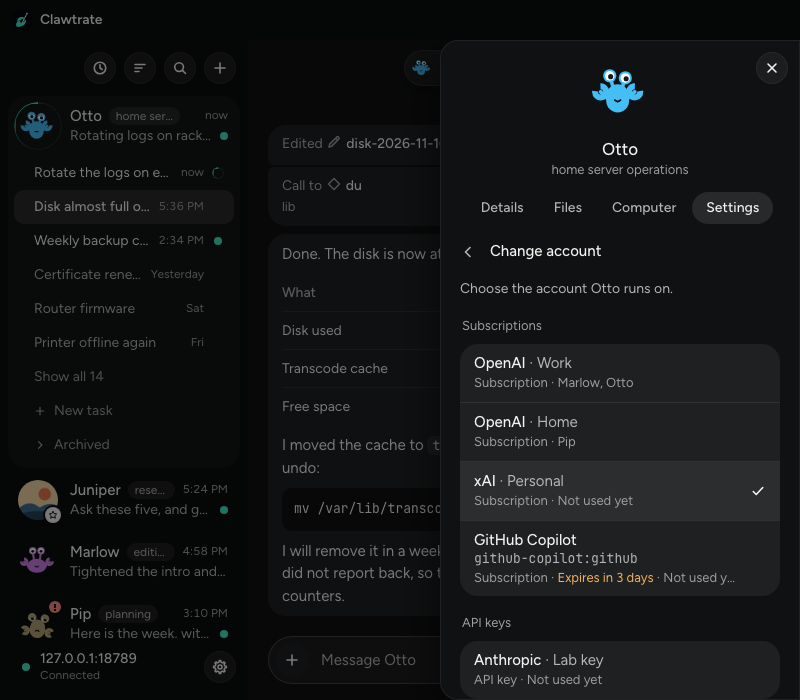 Clawtrate
Otto home ser... now
Rotating logs on rack...
Rotate the logs on e... now
Disk almost full o... 5:36 PM
Weekly backup c... 2:34 PM
Certificate rene... Yesterday
Router firmware Sat
Printer offline again Fri
Show all 14
+ New task
Archived
Juniper rese... 5:24 PM
Ask these five, and g...
Marlow editi... 4:58 PM
Tightened the intro and...
Pip planning 3:10 PM
Here is the week. wit...
127.0.0.1:18789
Connected
Edited disk-2026-11-1
Call to du
lib
Done. The disk is now at
What
Disk used
Transcode cache
Free space
I moved the cache to
undo:
mv /var/lib/transco
I will remove it in a week
did not report back, so t
counters.
+ Message Otto
Otto
home server operations
Details Files Computer Settings
Change account
Choose the account Otto runs on.
Subscriptions
OpenAI · Work
Subscription · Marlow, Otto
OpenAI · Home
Subscription · Pip
xAI · Personal
Subscription · Not used yet
GitHub Copilot
github-copilot:github
Subscription · Expires in 3 days · Not used y...
API keys
Anthropic · Lab key
API key · Not used yet